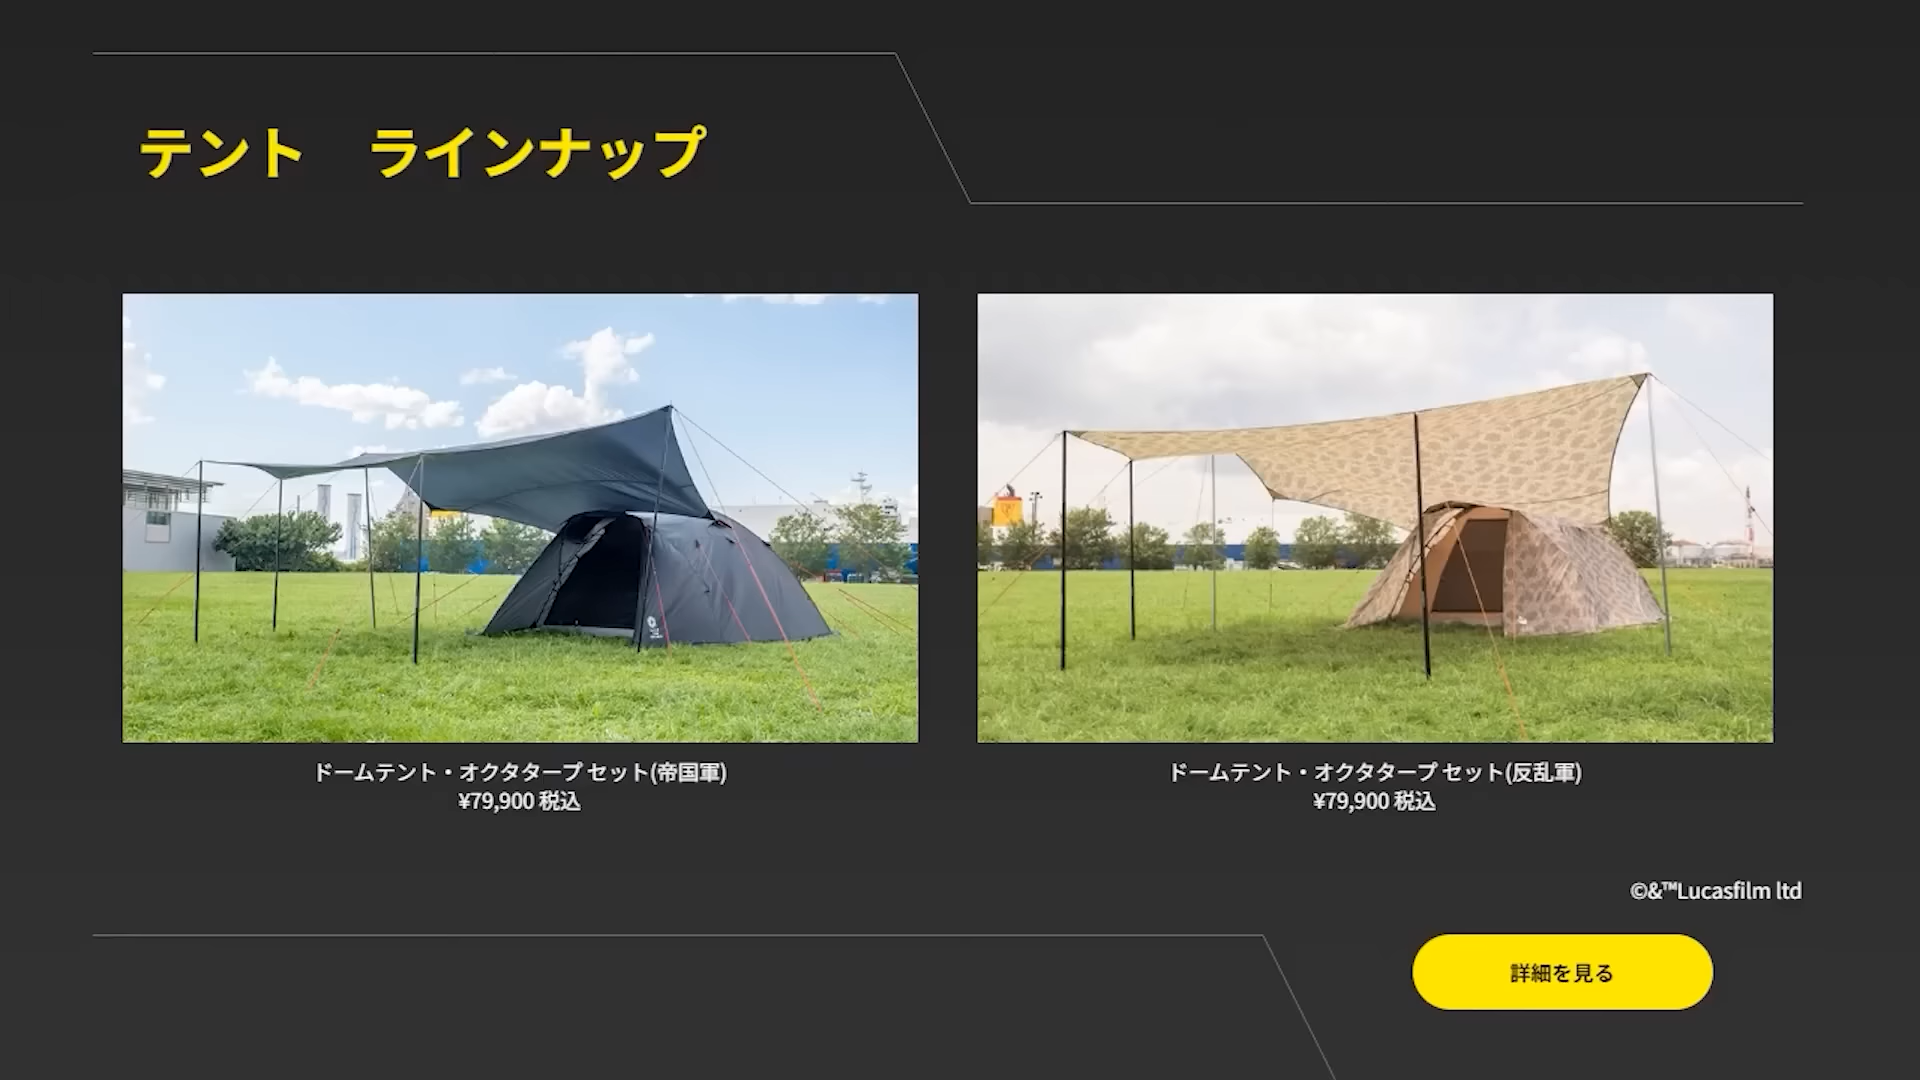 テント　ラインナップ
ドームテント・オクタタープ セット(帝国軍)
¥79,900 税込
ドームテント・オクタタープ セット(反乱軍)
¥79,900 税込
©&™Lucasfilm ltd
詳細を見る